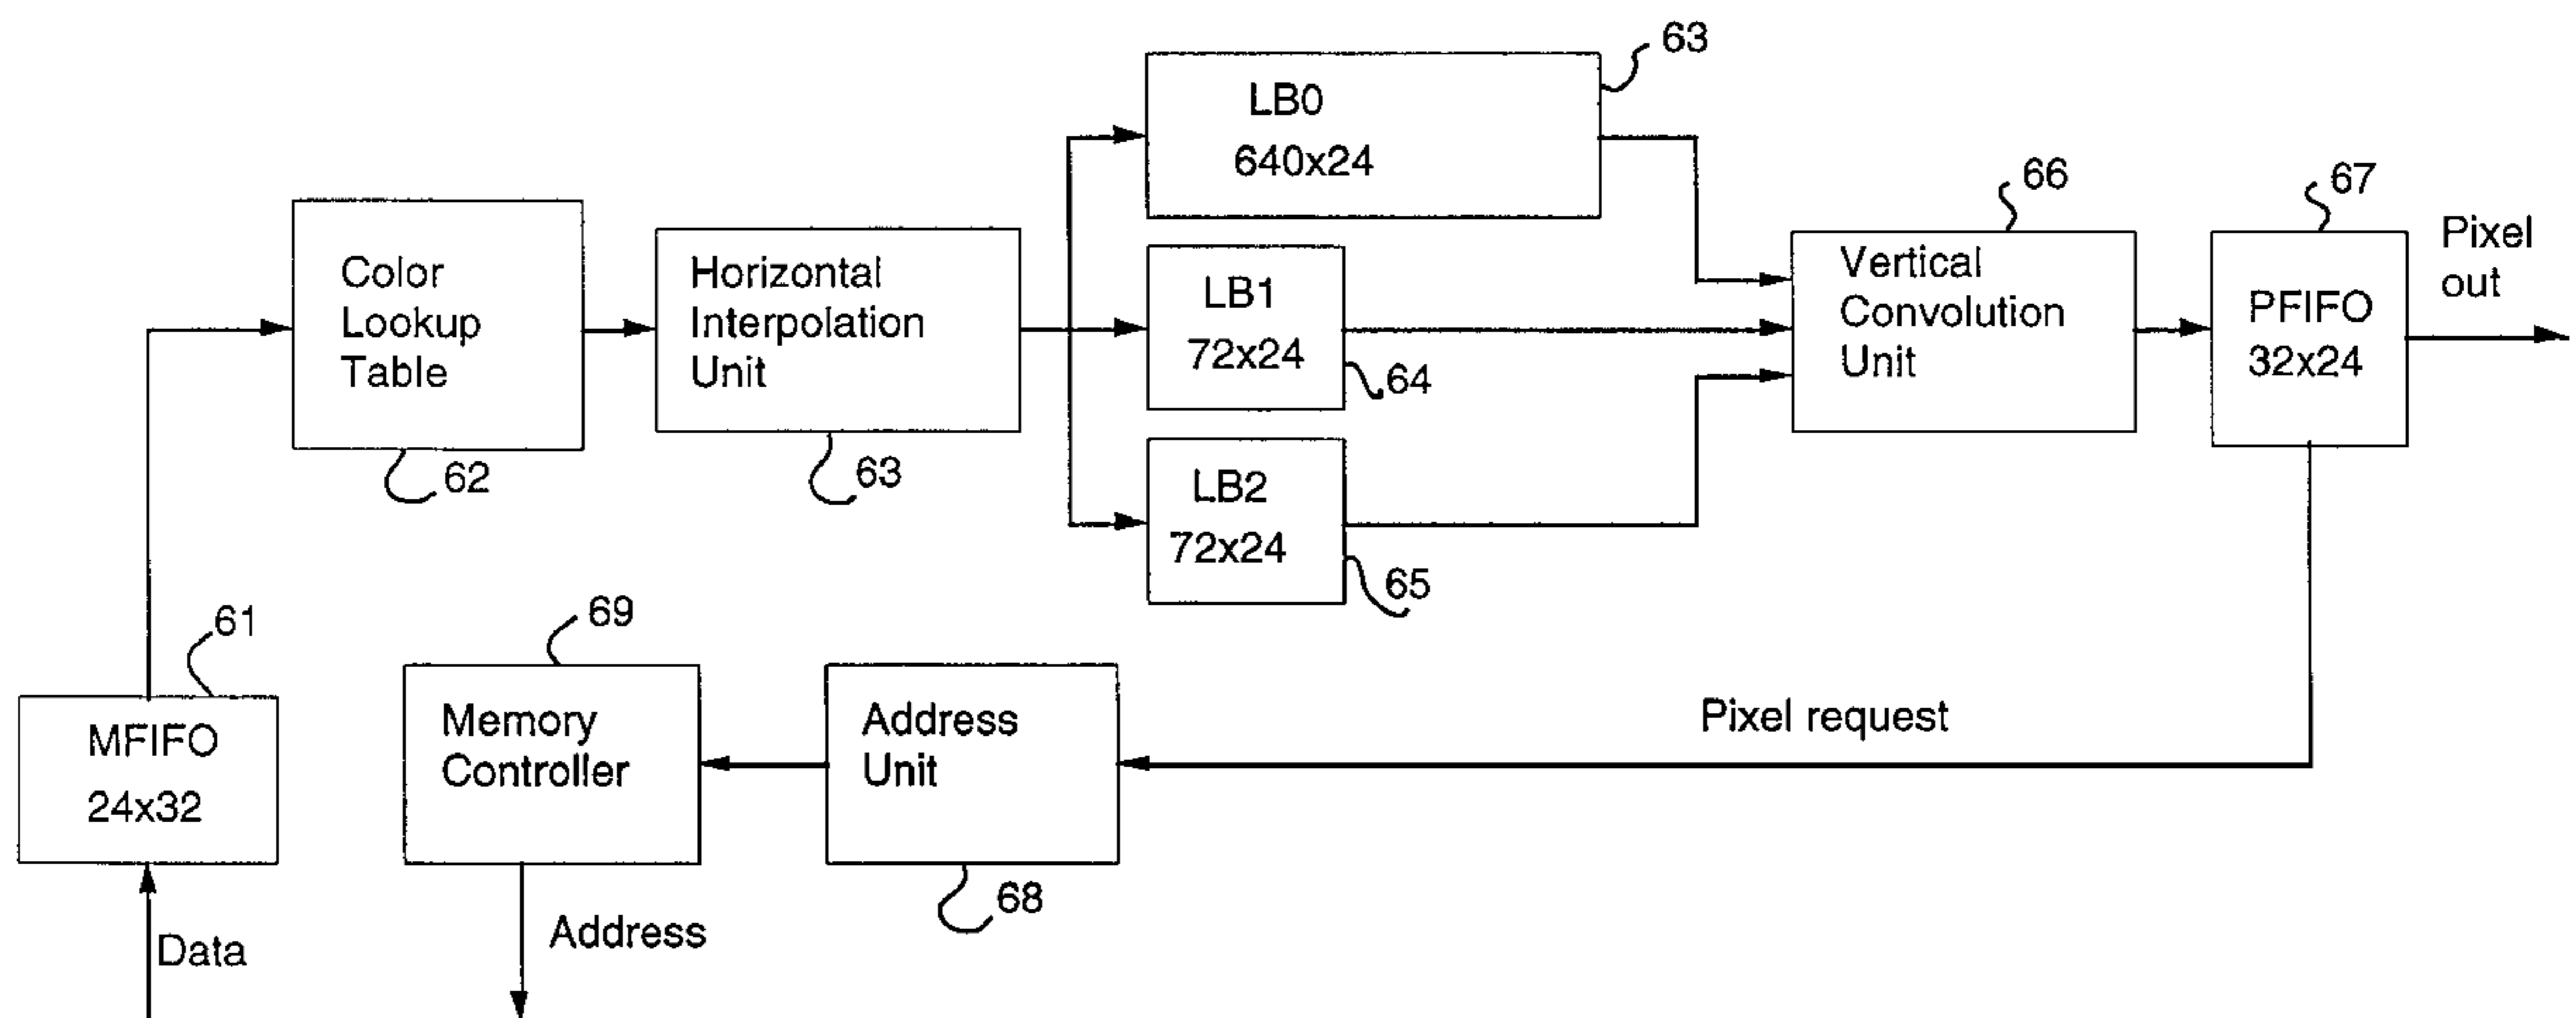 63
LB0
640x24
66
67
Pixel
out
Color
Lookup
Table
62
Horizontal
Interpolation
Unit
63
LB1
72x24
64
Vertical
Convolution
Unit
PFIFO
32x24
LB2
72x24
65
61
MFIFO
24x32
69
Memory
Controller
Address
Unit
68
Pixel request
Data
Address